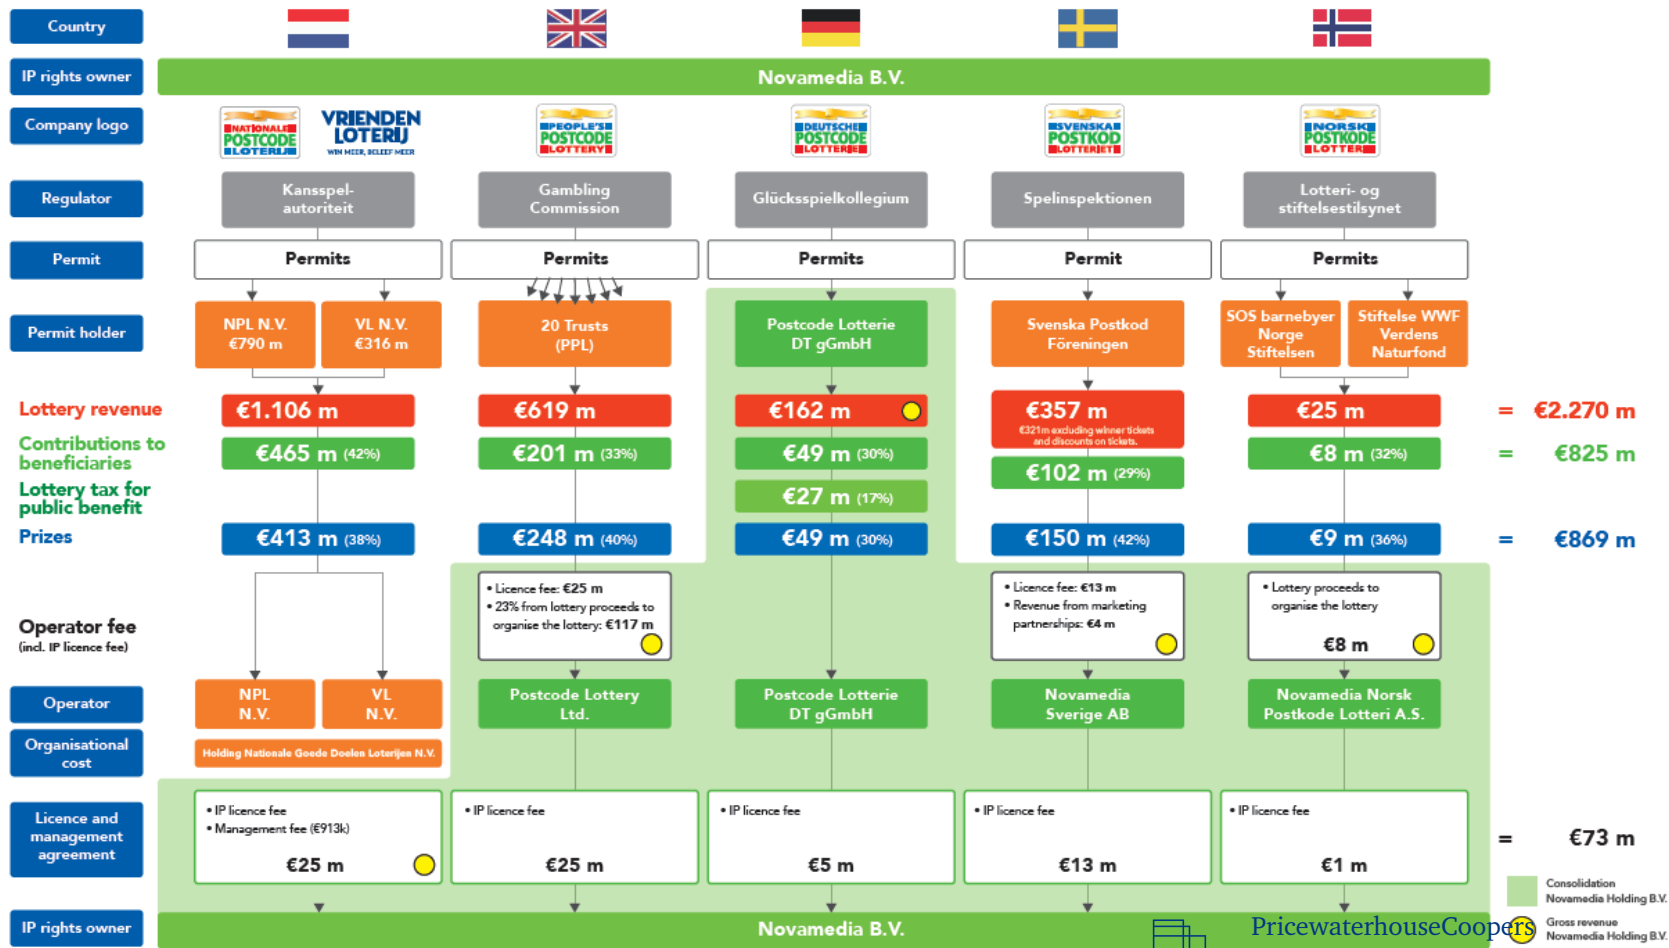 Country
IP rights owner
Novamedia B.V.
Company logo
NATIONALE
POSTCODE
LOTERIJ
VRIENDEN
LOTERIJ
WIN MEER, BELEEF MEER
PEOPLE'S
POSTCODE
LOTTERY
DEUTSCHE
POSTCODE
LOTTERIE
SVENSKA
POSTKOD
LOTTERIET
NORSK
POSTKODE
LOTTERI
Regulator
Kansspel-
autoriteit
Gambling
Commission
Glücksspielkollegium
Spelinspektionen
Lotteri- og
stiftelsestilsynet
Permit
Permits
Permits
Permits
Permit
Permits
Permit holder
NPL N.V.
€790 m
VL N.V.
€316 m
20 Trusts
(PPL)
Postcode Lotterie
DT gGmbH
Svenska Postkod
Föreningen
SOS barnebyer
Norge
Stiftelsen
Stiftelse WWF
Verdens
Naturfond
Lottery revenue
€1.106 m
€619 m
€162 m
€357 m
€321m excluding winner tickets
and discounts on tickets.
€25 m
= €2.270 m
Contributions to
beneficiaries
€465 m (42%)
€201 m (33%)
€49 m (30%)
€102 m (29%)
€8 m (32%)
= €825 m
Lottery tax for
public benefit
€27 m (17%)
Prizes
€413 m (38%)
€248 m (40%)
€49 m (30%)
€150 m (42%)
€9 m (36%)
= €869 m
Operator fee
(incl. IP licence fee)
• Licence fee: €25 m
• 23% from lottery proceeds to
organise the lottery: €117 m
• Licence fee: €13 m
• Revenue from marketing
partnerships: €4 m
• Lottery proceeds to
organise the lottery
€8 m
Operator
NPL
N.V.
VL
N.V.
Postcode Lottery
Ltd.
Postcode Lotterie
DT gGmbH
Novamedia
Sverige AB
Novamedia Norsk
Postkode Lotteri A.S.
Organisational
cost
Holding Nationale Goede Doelen Loterijen N.V.
Licence and
management
agreement
• IP licence fee
• Management fee (€913k)
€25 m
• IP licence fee
€25 m
• IP licence fee
€5 m
• IP licence fee
€13 m
• IP licence fee
€1 m
= €73 m
Consolidation
Novamedia Holding B.V.
IP rights owner
Novamedia B.V.
PricewaterhouseCoopers
Gross revenue
Novamedia Holding B.V.